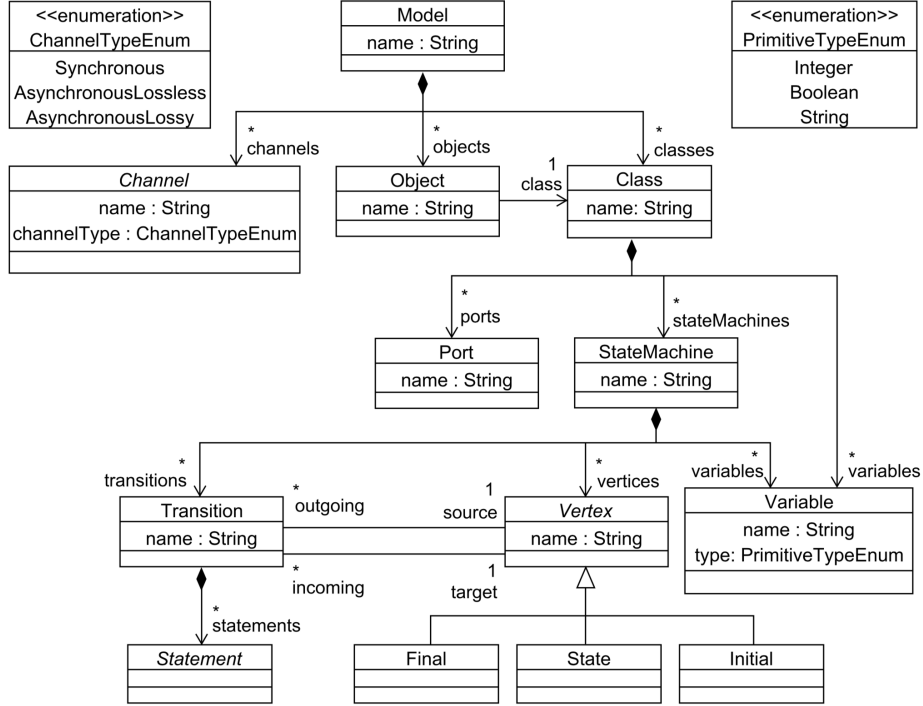 <<enumeration>>
ChannelTypeEnum
Synchronous
AsynchronousLossless
AsynchronousLossy
Model
name : String
<<enumeration>>
PrimitiveTypeEnum
Integer
Boolean
String
*
channels
*
objects
*
classes
Channel
name : String
channelType : ChannelTypeEnum
Object
name : String
1
class
Class
name: String
*
ports
*
stateMachines
Port
name : String
StateMachine
name : String
*
transitions
*
vertices
*
variables
*
variables
Transition
name : String
*
outgoing
1
source
*
incoming
1
target
Vertex
name : String
Variable
name : String
type: PrimitiveTypeEnum
*
statements
Statement
Final
State
Initial